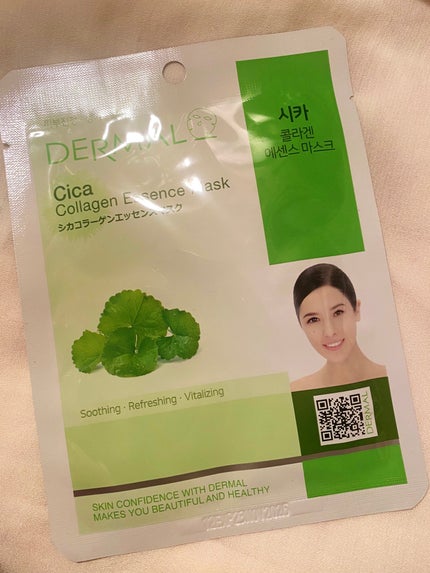 DERMAL
Cica
Collagen Essence Mask
シカコラーゲンエッセンスマスク
시카
콜라겐
에센스 마스크
Soothing · Refreshing · Vitalizing
DERMAL
SKIN CONFIDENCE WITH DERMAL
MAKES YOU BEAUTIFUL AND HEALTHY